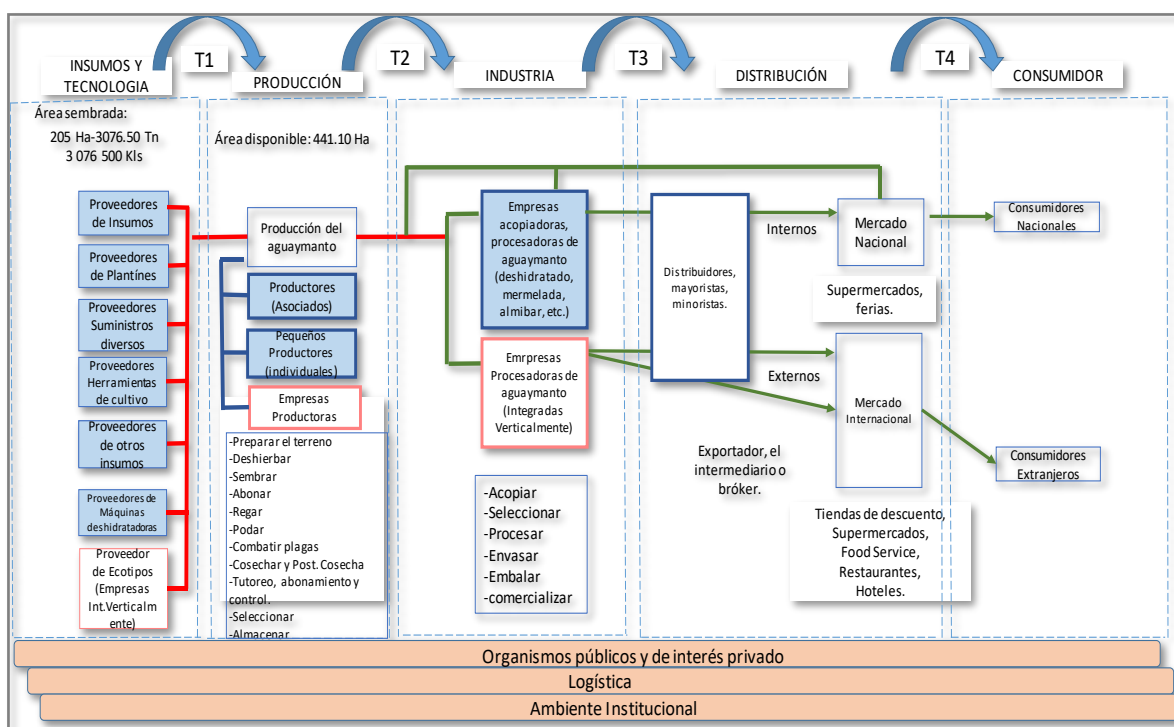 T1
T2
T3
T4
INSUMOS Y
TECNOLOGIA
PRODUCCIÓN
INDUSTRIA
DISTRIBUCIÓN
CONSUMIDOR
Área sembrada:
205 Ha-3076.50 Tn
3 076 500 Kls
Proveedores
de Insumos
Proveedores
de Plantínes
Proveedores
Suministros
diversos
Proveedores
Herramientas
de cultivo
Proveedores
de otros
insumos
Proveedores de
Máquinas
deshidratadoras
Proveedor
de Ecotipos
(Empresas
Int.Verticalm
ente)
Área disponible: 441.10 Ha
Producción del
aguaymanto
Productores
(Asociados)
Pequeños
Productores
(individuales)
Empresas
Productoras
-Preparar el terreno
-Deshierbar
-Sembrar
-Abonar
-Regar
-Podar
-Combatir plagas
-Cosechar y Post. Cosecha
-Tutoreo, abonamiento y
control.
-Seleccionar
-Almacenar
Empresas
acopiadoras,
procesadoras de
aguaymanto
(deshidratado,
mermelada,
almibar, etc.)
Emrpresas
Procesadoras de
aguaymanto
(Integradas
Verticalmente)
-Acopiar
-Seleccionar
-Procesar
-Envasar
-Embalar
-comercializar
Distribuidores,
mayoristas,
minoristas.
Internos
Externos
Exportador, el
intermediario o
bróker.
Mercado
Nacional
Supermercados,
ferias.
Mercado
Internacional
Tiendas de descuento,
Supermercados,
Food Service,
Restaurantes,
Hoteles.
Consumidores
Nacionales
Consumidores
Extranjeros
Organismos públicos y de interés privado
Logística
Ambiente Institucional